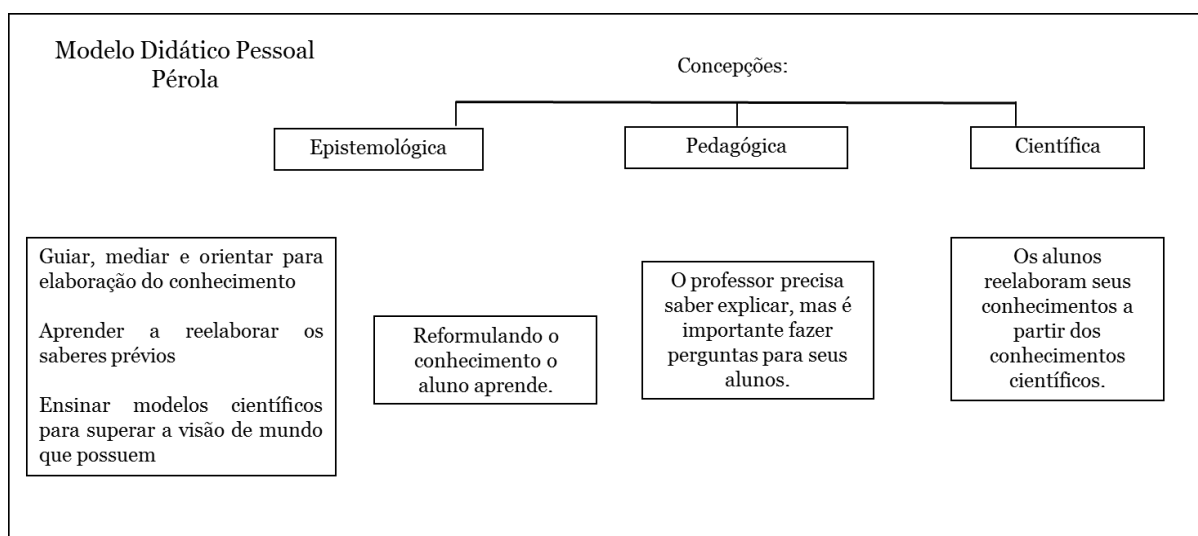 Modelo Didático Pessoal
Pérola
Concepções:
Epistemológica
Pedagógica
Científica
Guiar, mediar e orientar para
elaboração do conhecimento
Aprender a reelaborar os
saberes prévios
Ensinar modelos científicos
para superar a visão de mundo
que possuem
Reformulando o
conhecimento o
aluno aprende.
O professor precisa
saber explicar, mas é
importante fazer
perguntas para seus
alunos.
Os alunos
reelaboram seus
conhecimentos a
partir dos
conhecimentos
científicos.